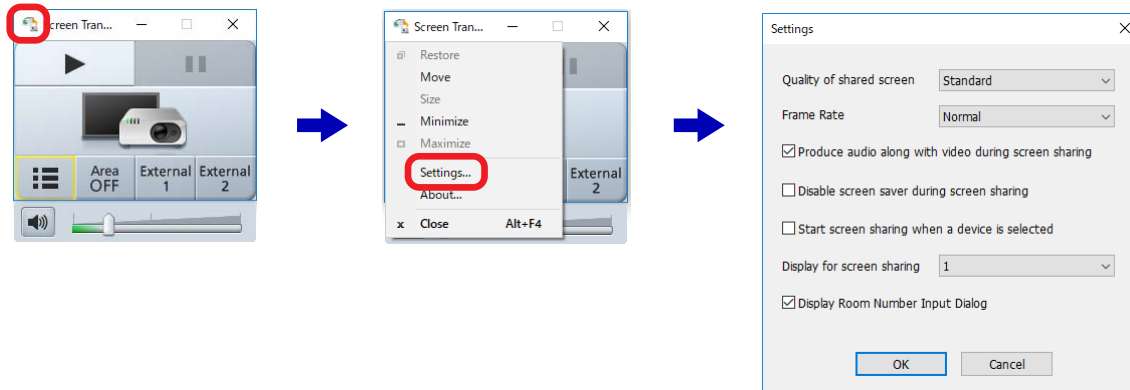 Screen Tran...
Area
OFF
External
1
External
2
Screen Tran...
Restore
Move
Size
Minimize
Maximize
Settings...
About...
x Close Alt+F4
External
2
Settings
Quality of shared screen Standard
Frame Rate Normal
Produce audio along with video during screen sharing
Disable screen saver during screen sharing
Start screen sharing when a device is selected
Display for screen sharing 1
Display Room Number Input Dialog
OK Cancel